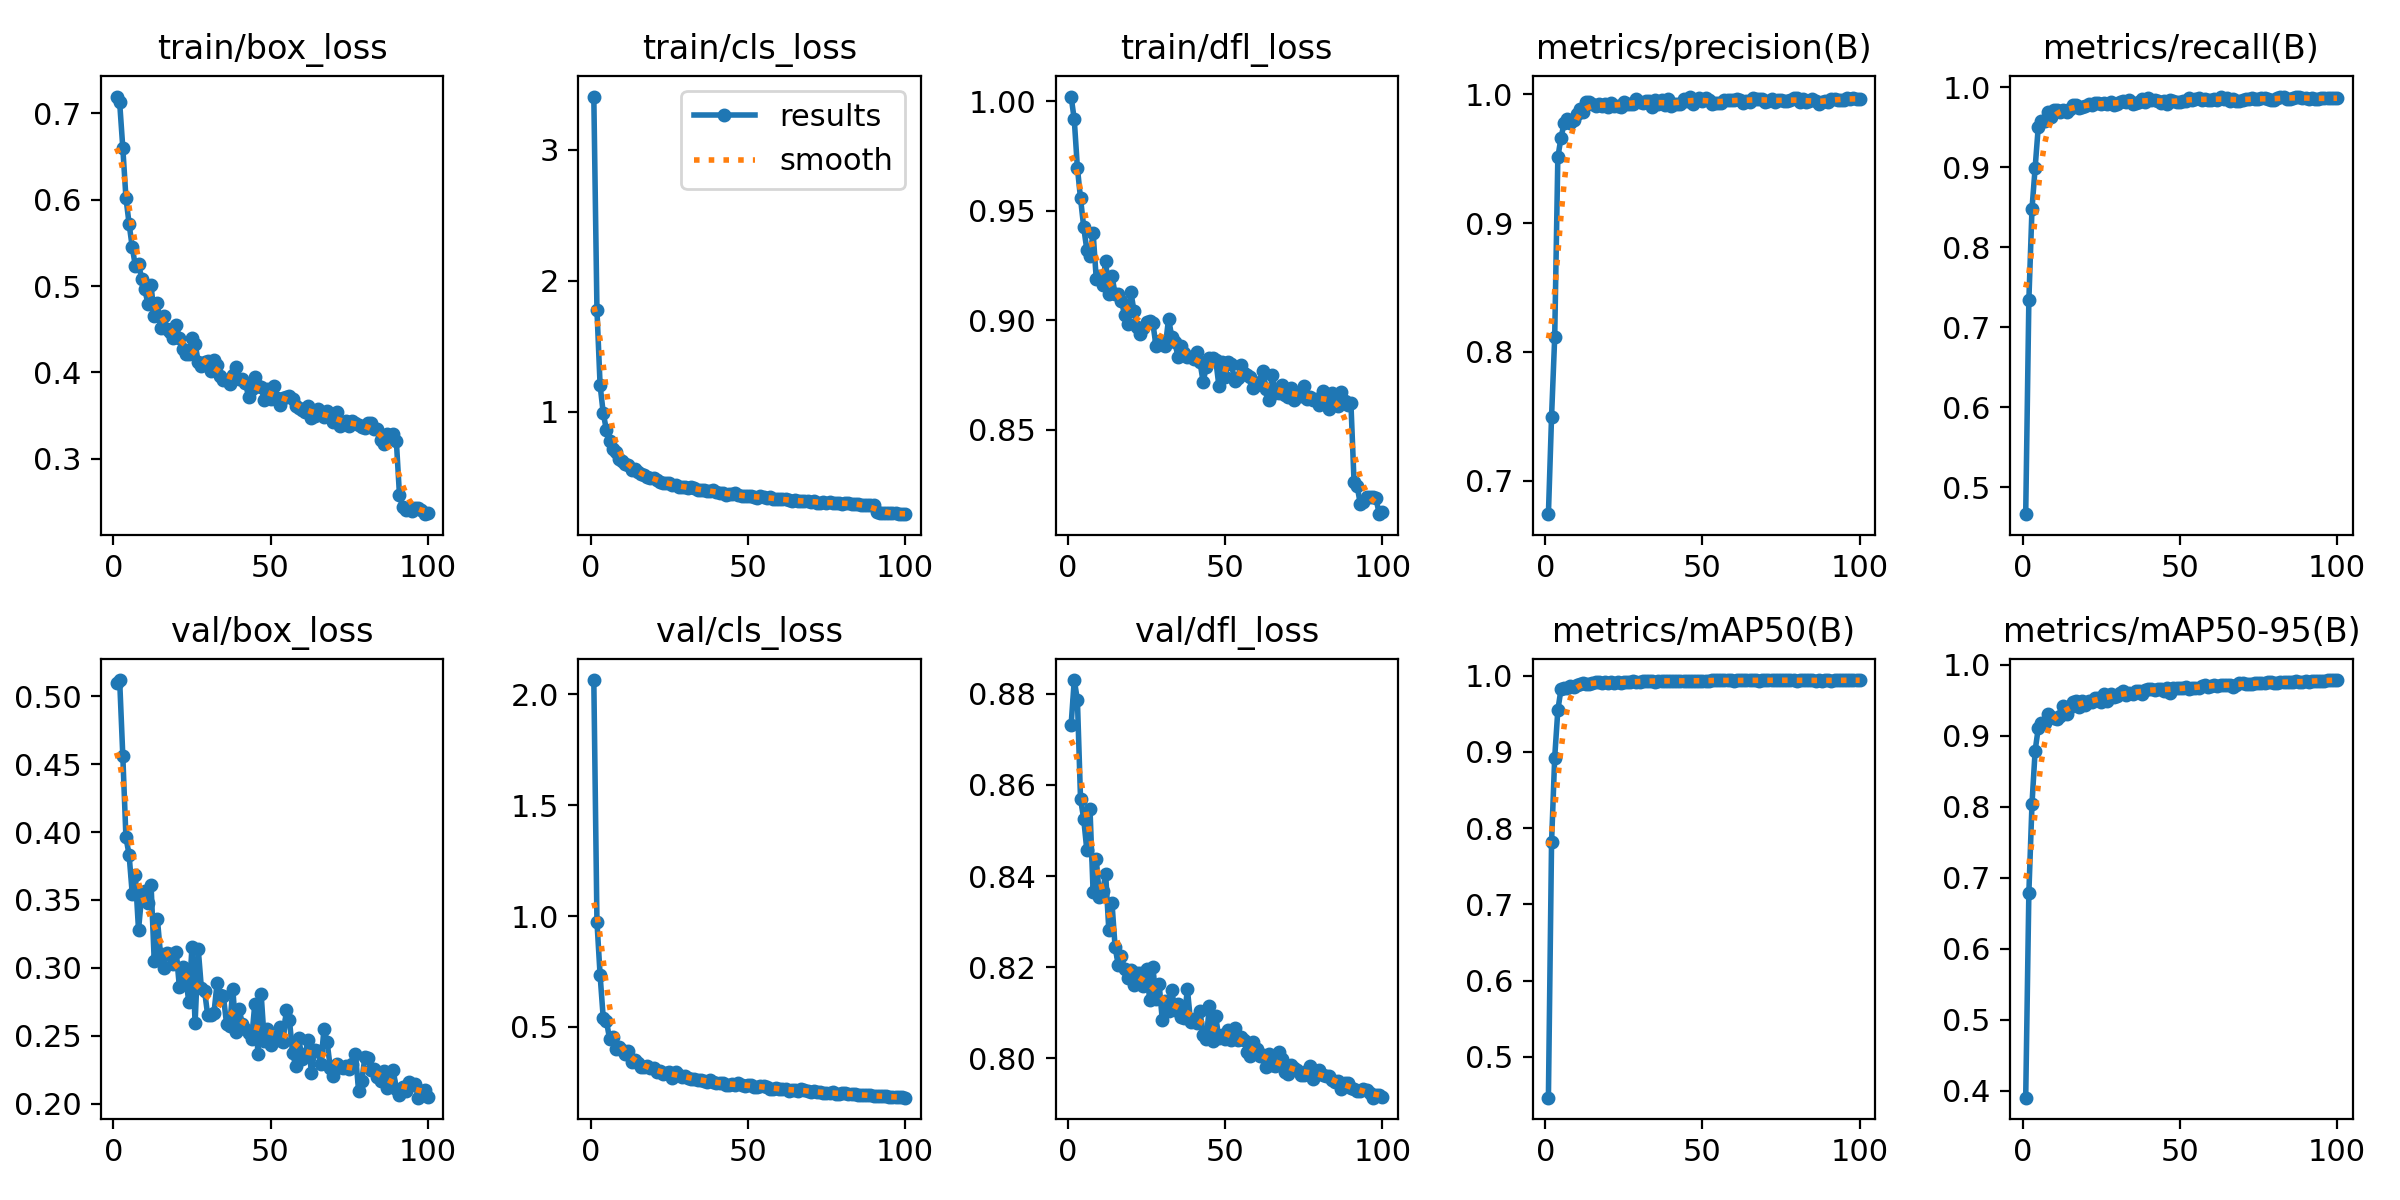 train/box_loss
0.7
0.6
0.5
0.4
0.3
0 50 100
train/cls_loss
results
smooth
3
2
1
0 50 100
train/dfl_loss
1.00
0.95
0.90
0.85
0 50 100
metrics/precision(B)
1.0
0.9
0.8
0.7
0 50 100
metrics/recall(B)
1.0
0.9
0.8
0.7
0.6
0.5
0 50 100
val/box_loss
0.50
0.45
0.40
0.35
0.30
0.25
0.20
0 50 100
val/cls_loss
2.0
1.5
1.0
0.5
0 50 100
val/dfl_loss
0.88
0.86
0.84
0.82
0.80
0 50 100
metrics/mAP50(B)
1.0
0.9
0.8
0.7
0.6
0.5
0 50 100
metrics/mAP50-95(B)
1.0
0.9
0.8
0.7
0.6
0.5
0.4
0 50 100